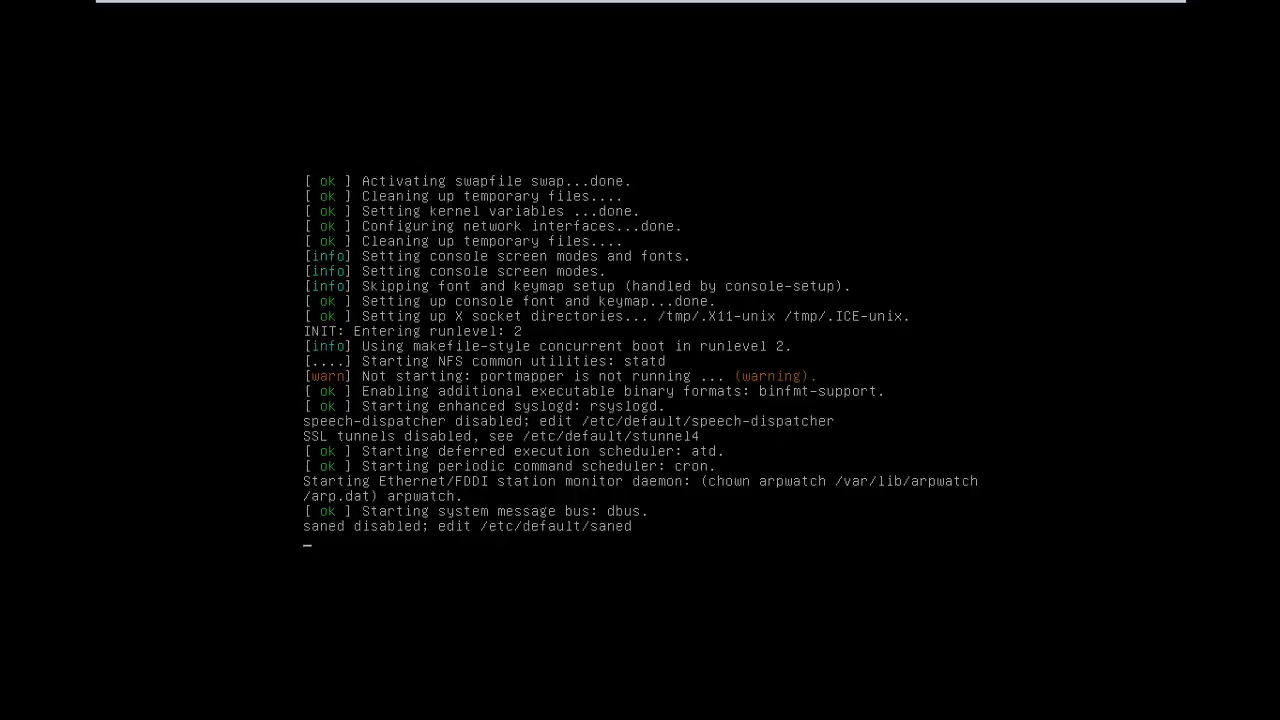 [ ok ] Activating swapfile swap...done.
[ ok ] Cleaning up temporary files....
[ ok ] Setting kernel variables ...done.
[ ok ] Configuring network interfaces...done.
[ ok ] Cleaning up temporary files....
[info] Setting console screen modes and fonts.
[info] Setting console screen modes.
[info] Skipping font and keymap setup (handled by console-setup).
[ ok ] Setting up console font and keymap...done.
[ ok ] Setting up X socket directories... /tmp/.X11-unix /tmp/.ICE-unix.
INIT: Entering runlevel: 2
[info] Using makefile-style concurrent boot in runlevel 2.
[....] Starting NFS common utilities: statd
[warn] Not starting: portmapper is not running ... (warning).
[ ok ] Enabling additional executable binary formats: binfmt-support.
[ ok ] Starting enhanced syslogd: rsyslogd.
speech-dispatcher disabled; edit /etc/default/speech-dispatcher
SSL tunnels disabled, see /etc/default/stunnel4
[ ok ] Starting deferred execution scheduler: atd.
[ ok ] Starting periodic command scheduler: cron.
Starting Ethernet/FDDI station monitor daemon: (chown arpwatch /var/lib/arpwatch
/arp.dat) arpwatch.
[ ok ] Starting system message bus: dbus.
saned disabled; edit /etc/default/saned
_